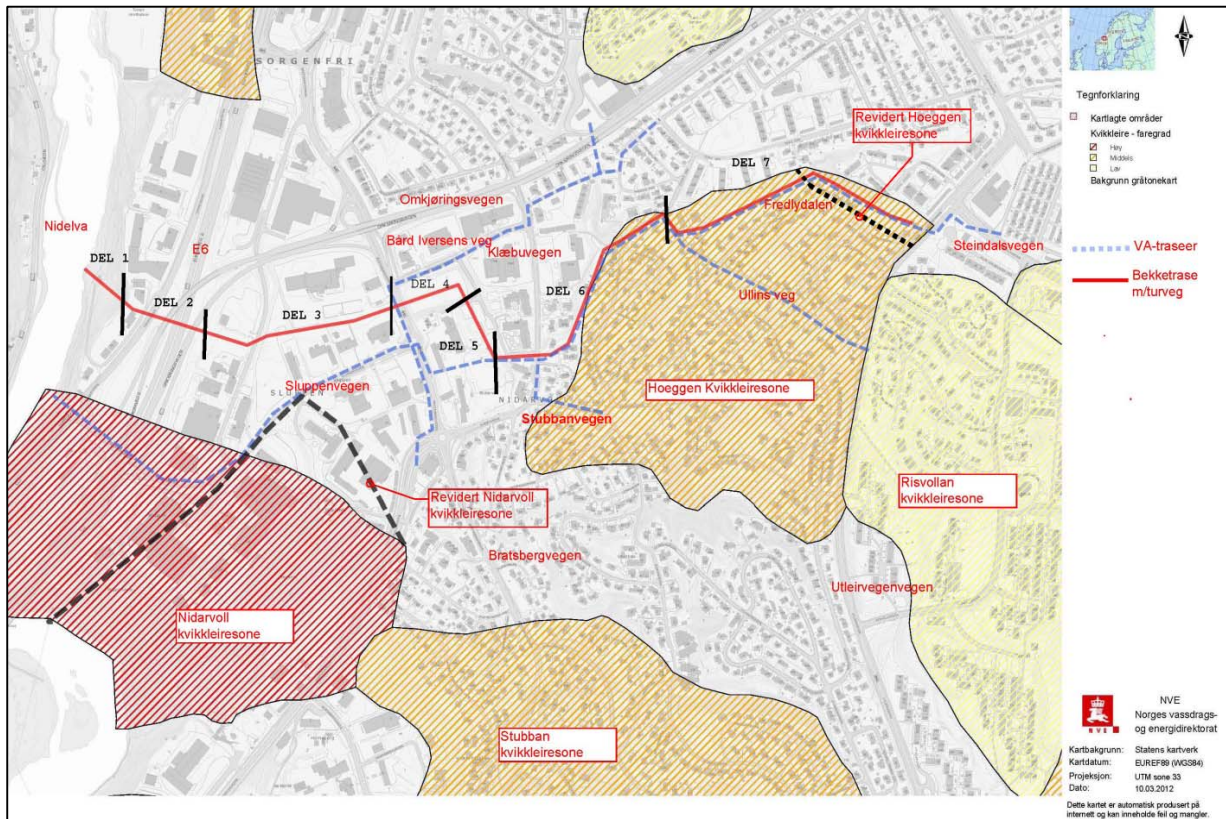 SORGENFRI
Revidert Hoeggen
kvikkleiresone
DEL 7
Omkjøringsvegen
Fredlydalen
Nidelva
E6
Bård Iversens veg
Klæbuvegen
Steindalsvegen
DEL 1
DEL 2
DEL 3
DEL 4
DEL 5
DEL 6
Ullins veg
Sluppenvegen
SLUPPEN
Hoeggen Kvikkleiresone
Stubbanvegen
Revidert Nidarvoll
kvikkleiresone
Risvollan
kvikkleiresone
Bratsbergvegen
Utleirvegenvegen
Nidarvoll
kvikkleiresone
Stubban
kvikkleiresone
N
Tegnforklaring
Kartlagte områder
Kvikkleire - faregrad
Høy
Middels
Lav
Bakgrunn gråtonekart
VA-traseer
Bekketrase
m/turveg
NVE
NVE
Norges vassdrags-
og energidirektorat
Kartbakgrunn: Statens kartverk
Kartdatum: EUREF89 (WGS84)
Projeksjon: UTM sone 33
Dato: 10.03.2012
Dette kartet er automatisk produsert på
internett og kan inneholde feil og mangler.